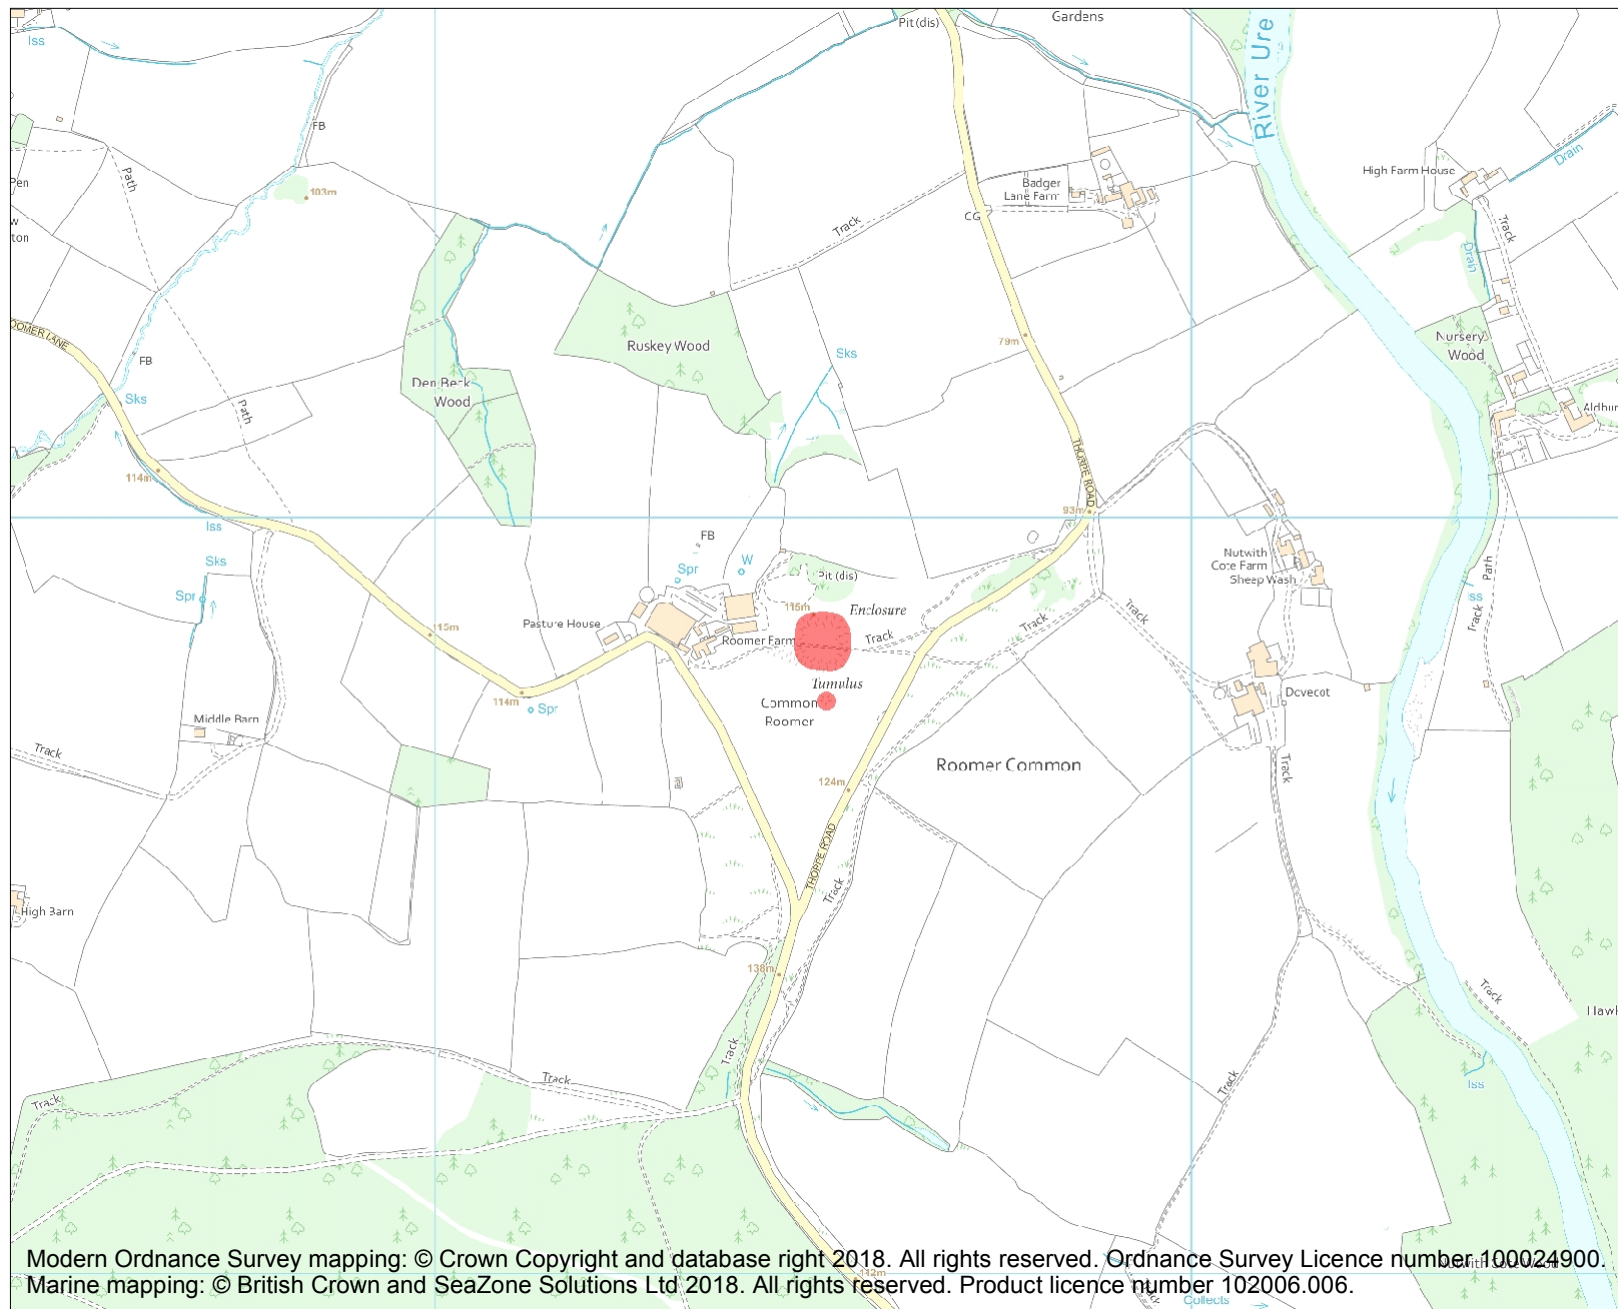 Pit (dis)
Gardens
Iss
River Ure
FB
Path
103m
Badger
Lane Farm
CG
High Farm House
Drain
Track
Track
Drain
OOMER LANE
FB
Ruskey Wood
Sks
79m
Nursery
Wood
Den Beck
Wood
Sks
Path
THORPE ROAD
114m
93m
Iss
Sks
Spr
FB
Spr
W
Pit (dis)
Nutwith
Cote Farm
Sheep Wash
Path
Iss
Track
115m
Enclosure
Pasture House
Roomer Farm
Track
Track
Track
115m
Tumulus
Common
Roomer
114m
Spr
Dovecot
Middle Barn
Track
Roomer Common
124m
Track
THORPE ROAD
Track
High Barn
138m
Track
Track
Track
Track
Track
Iss
Modern Ordnance Survey mapping: © Crown Copyright and database right 2018. All rights reserved. Ordnance Survey Licence number 100024900.
Marine mapping: © British Crown and SeaZone Solutions Ltd 2018. All rights reserved. Product licence number 102006.006.
112m
Track
Collects